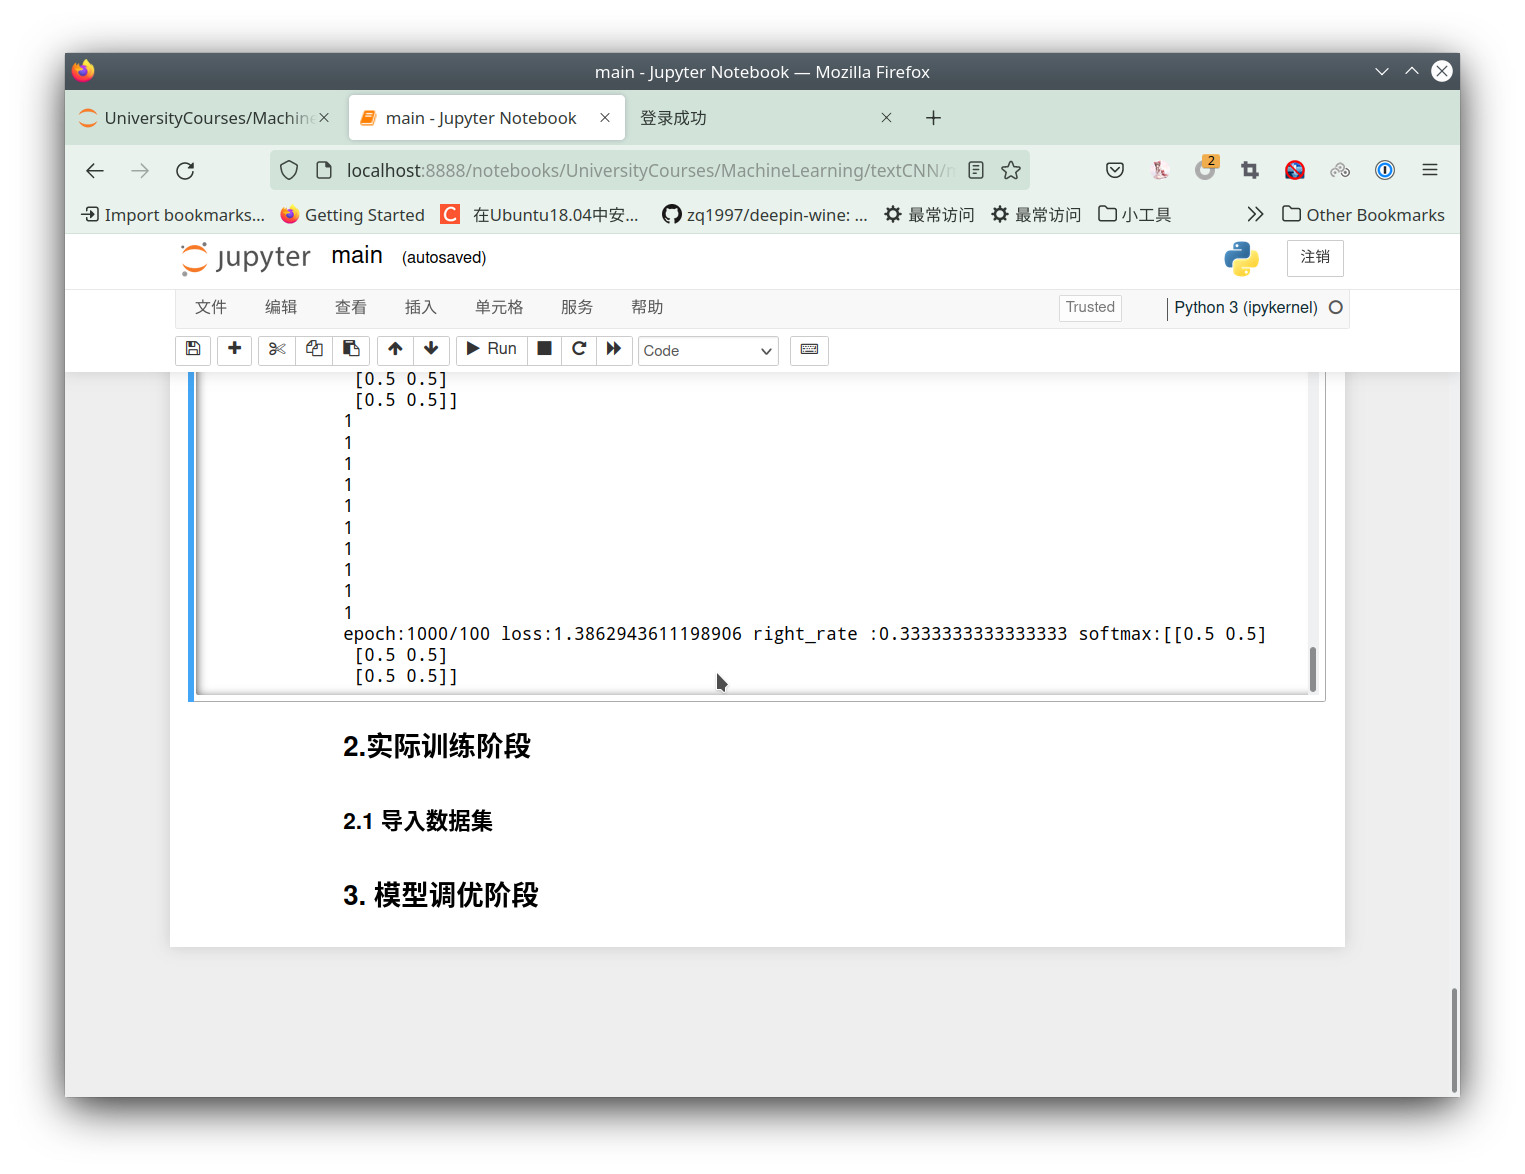 main - Jupyter Notebook — Mozilla Firefox
UniversityCourses/Machine
main - Jupyter Notebook
登录成功
localhost:8888/notebooks/UniversityCourses/MachineLearning/textCNN/
2
Import bookmarks...
Getting Started
C 在Ubuntu18.04中安...
zq1997/deepin-wine: ...
最常访问
最常访问
小工具
Other Bookmarks
jupyter main (autosaved)
注销
文件 编辑 查看 插入 单元格 服务 帮助
Trusted
Python 3 (ipykernel)
Run
Code
[0.5 0.5]
[0.5 0.5]]
1
1
1
1
1
1
1
1
1
1
epoch:1000/100 loss:1.3862943611198906 right_rate :0.3333333333333333 softmax:[[0.5 0.5]
[0.5 0.5]
[0.5 0.5]]
2.实际训练阶段
2.1 导入数据集
3. 模型调优阶段